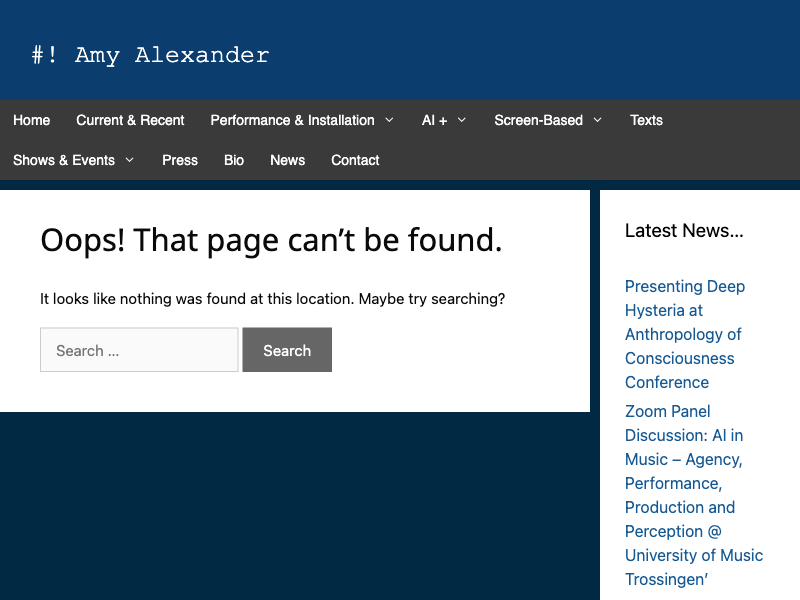 #! Amy Alexander
Home Current & Recent Performance & Installation AI + Screen-Based Texts
Shows & Events Press Bio News Contact
Oops! That page can’t be found.
It looks like nothing was found at this location. Maybe try searching?
Search ...
Search
Latest News...
Presenting Deep
Hysteria at
Anthropology of
Consciousness
Conference
Zoom Panel
Discussion: AI in
Music – Agency,
Performance,
Production and
Perception @
University of Music
Trossingen’